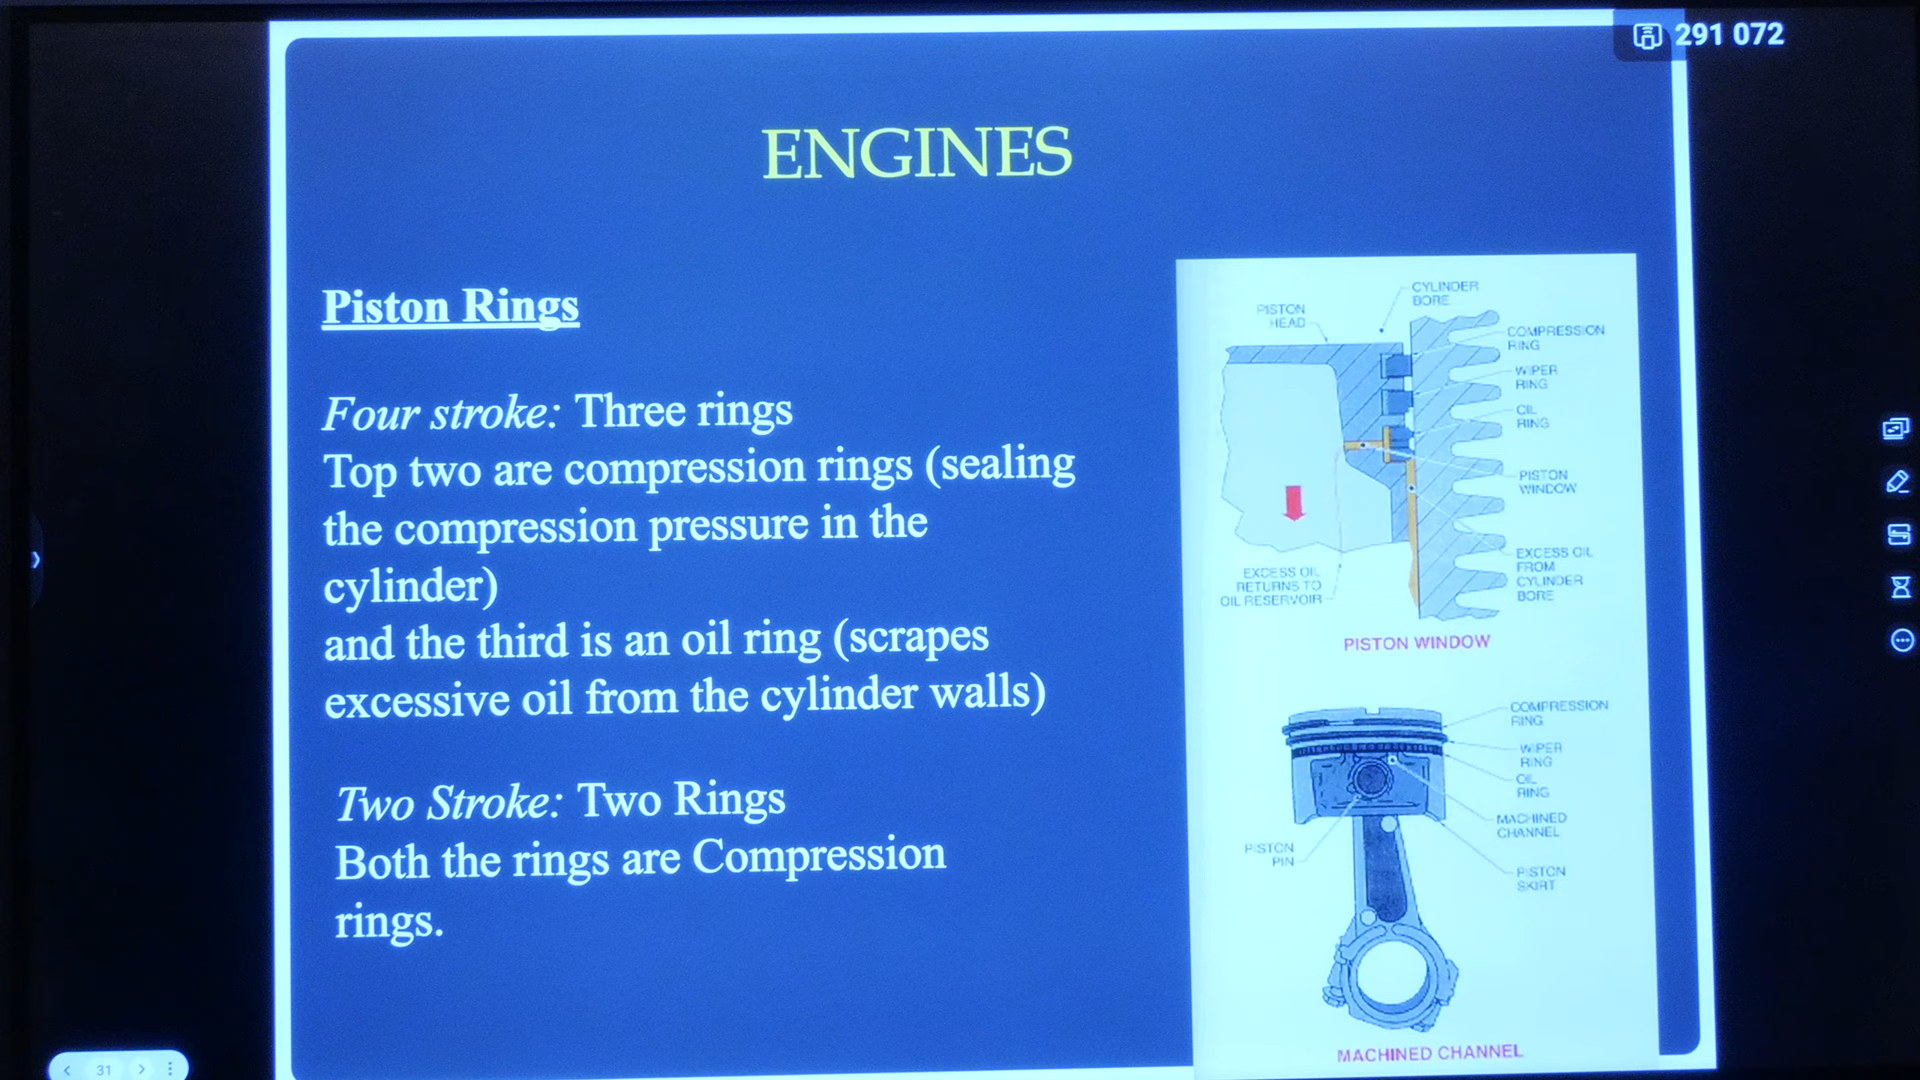 291 072
ENGINES
Piston Rings
Four stroke: Three rings
Top two are compression rings (sealing
the compression pressure in the
cylinder)
and the third is an oil ring (scrapes
excessive oil from the cylinder walls)
Two Stroke: Two Rings
Both the rings are Compression
rings.
CYLINDER
BORE
PISTON
HEAD
COMPRESSION
RING
WIPER
RING
OIL
RING
PISTON
WINDOW
EXCESS OIL
FROM
CYLINDER
BORE
EXCESS OIL
RETURNS TO
OIL RESERVOIR
PISTON WINDOW
COMPRESSION
RING
WIPER
RING
OIL
RING
MACHINED
CHANNEL
PISTON
PIN
PISTON
SKIRT
MACHINED CHANNEL
31